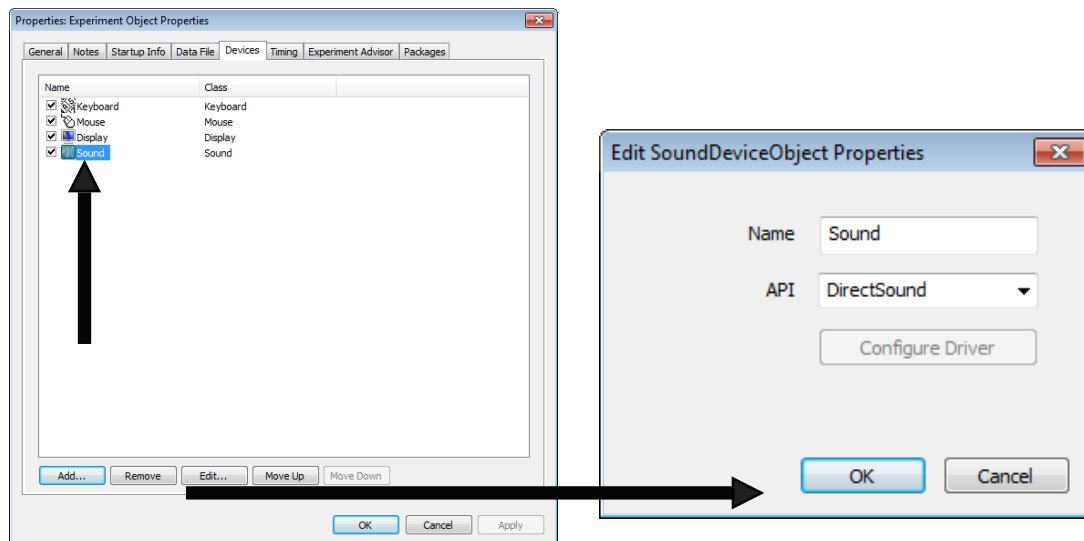 Properties: Experiment Object Properties
General Notes Startup Info Data File Devices Timing Experiment Advisor Packages
Name Class
Keyboard Keyboard
Mouse Mouse
Display Display
Sound Sound
Add... Remove Edit... Move Up Move Down
OK Cancel Apply
Edit SoundDeviceObject Properties
Name Sound
API DirectSound
Configure Driver
OK Cancel